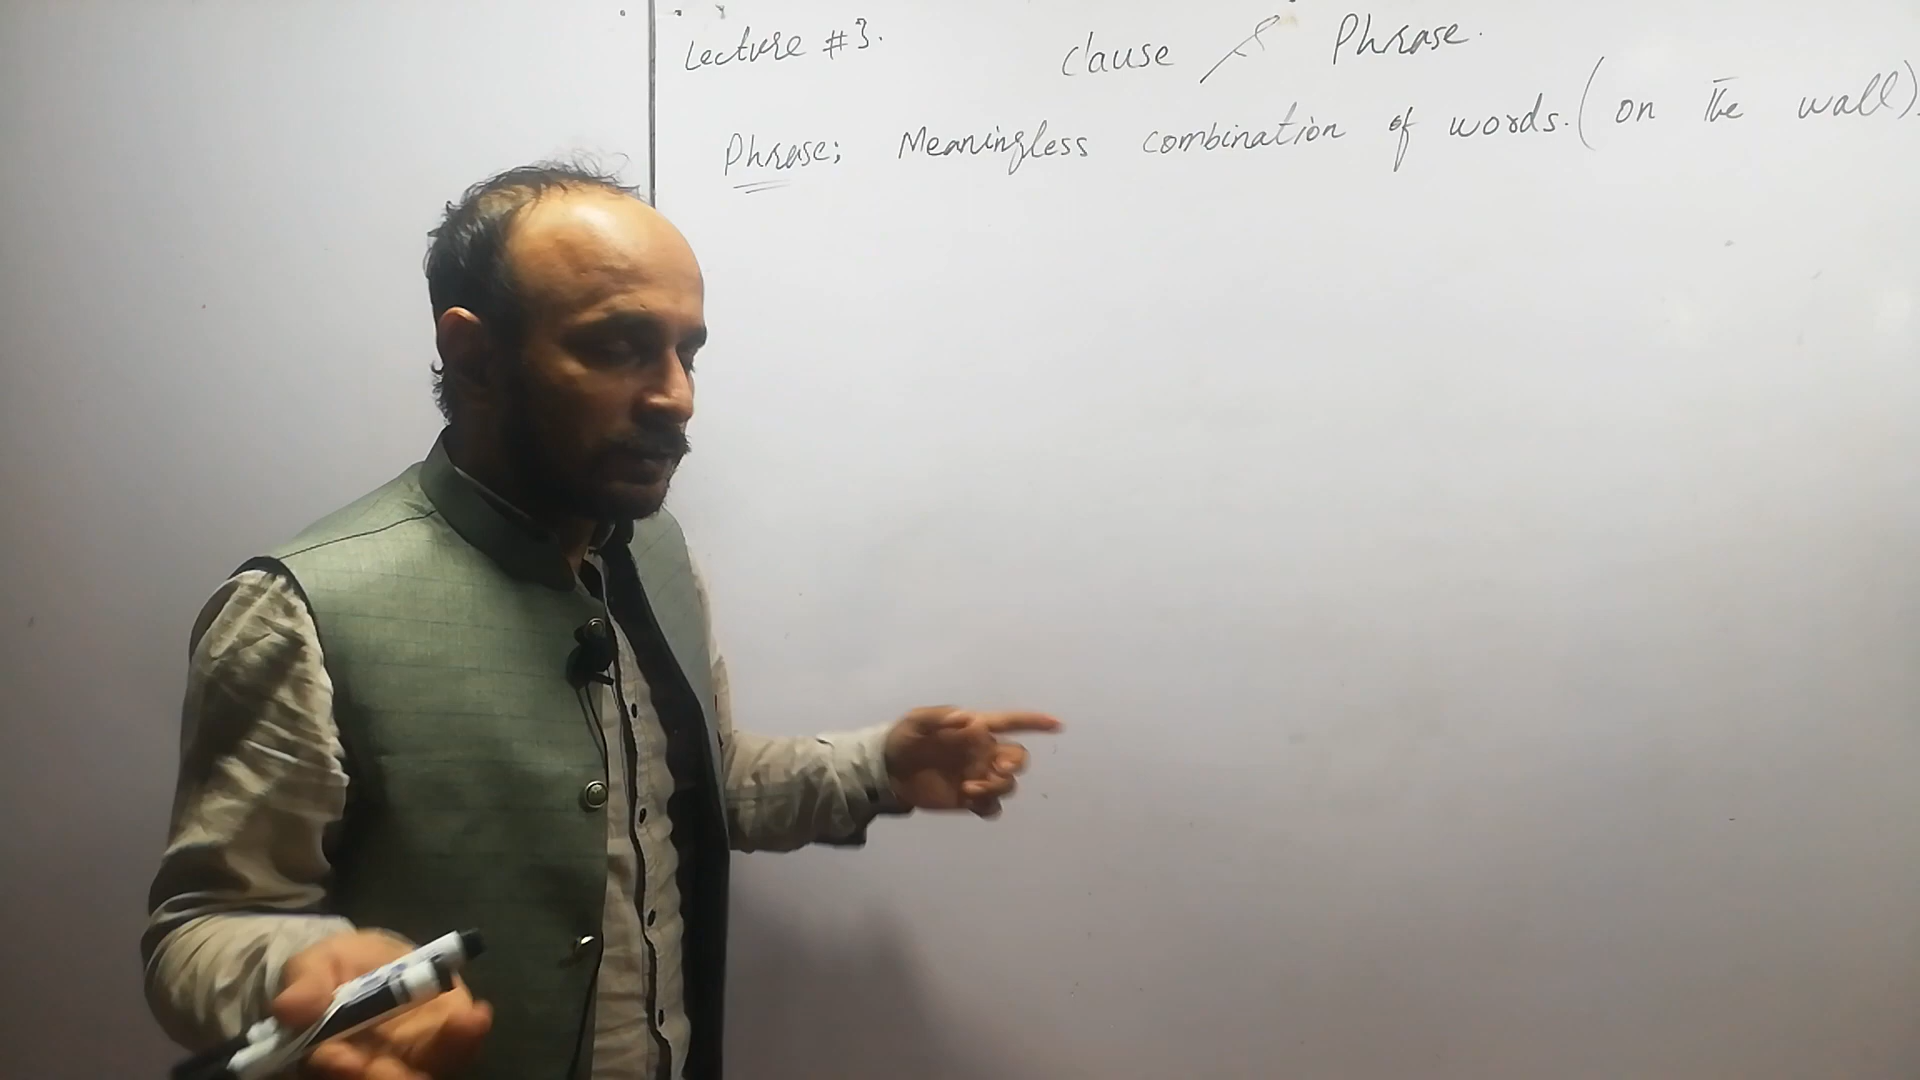 Lecture #3.
Clause & Phrase.
Phrase; Meaningless combination of words. (on the wall).